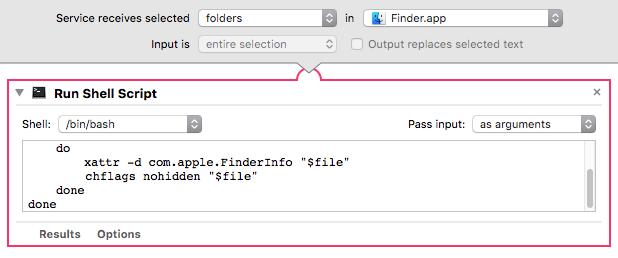 Service receives selected folders in Finder.app
Input is entire selection Output replaces selected text
Run Shell Script
Shell: /bin/bash Pass input: as arguments
do
xattr -d com.apple.FinderInfo "$file"
chflags nohidden "$file"
done
done
Results Options